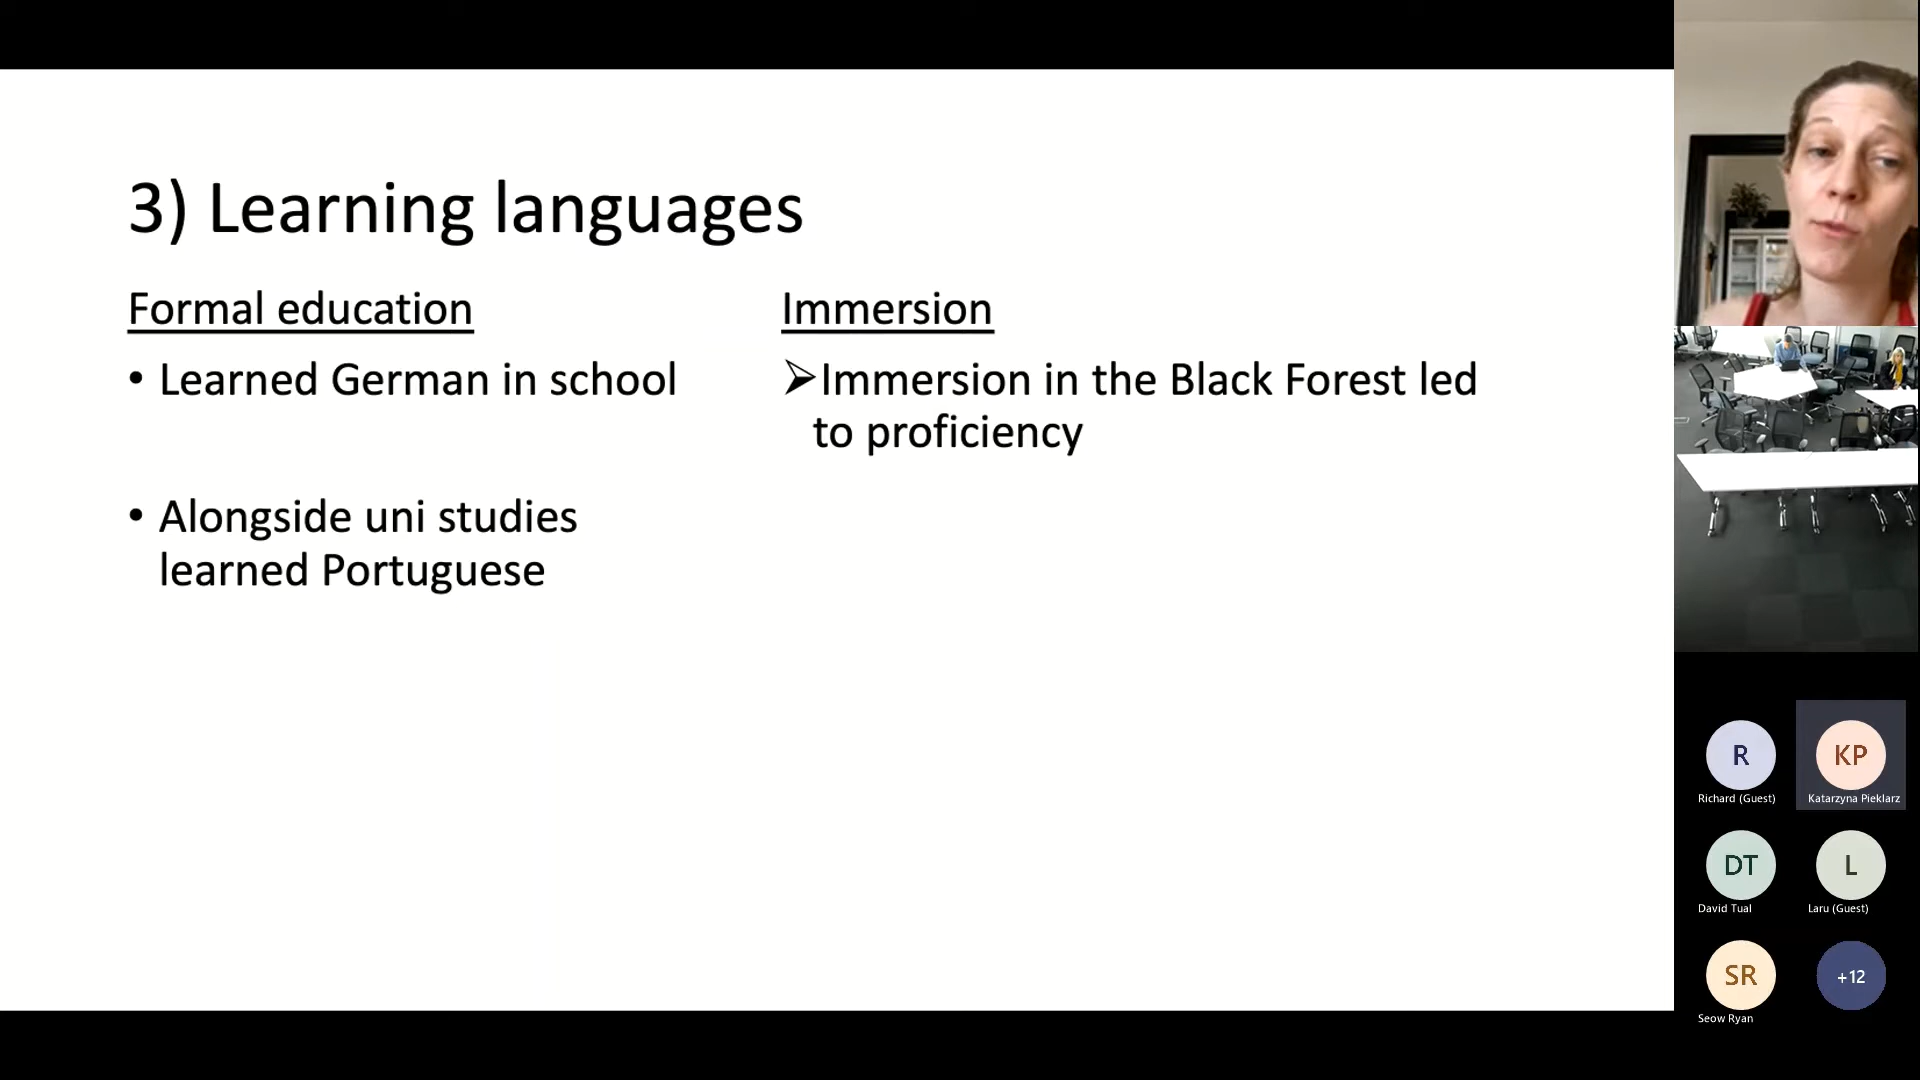 3) Learning languages
Formal education
• Learned German in school
• Alongside uni studies
learned Portuguese
Immersion
➢Immersion in the Black Forest led
to proficiency
R
Richard (Guest)
KP
Katarzyna Pieklarz
DT
David Tual
L
Laru (Guest)
SR
Seow Ryan
+12